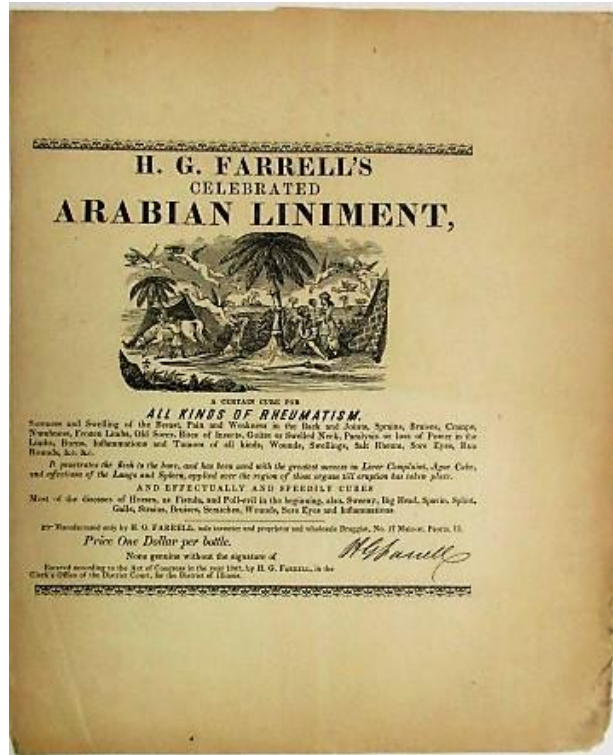 H. G. FARRELL'S
CELEBRATED
ARABIAN LINIMENT,
A CERTAIN CURE FOR
ALL KINDS OF RHEUMATISM.
Soreness and Swelling of the Breast, Pain and Weakness in the Back and Joints, Sprains, Bruises, Cramps,
Numbness, Frozen Limbs, Old Sores, Bites of Insects, Goitre or Swelled Neck, Paralysis or loss of Power in the
Limbs, Burns, Inflammations and Tumors of all kinds, Wounds, Swellings, Salt Rheum, Sore Eyes, Run
Rounds, &c. &c.
It penetrates the flesh to the bone, and has been used with the greatest success in Liver Complaint, Ague Cake,
and affections of the Lungs and Spleen, applied over the region of those organs till eruption has taken place.
AND EFFECTUALLY AND SPEEDILY CURES
Most of the diseases of Horses, as Fistula, and Poll-evil in the beginning, also, Sweeny, Big Head, Spavin, Splint,
Galls, Strains, Bruises, Scratches, Wounds, Sore Eyes and Inflammations
Manufactured only by H. G. FARRELL, sole inventor and proprietor and wholesale Druggist, No. 17 Main-st. Peoria, Il.
Price One Dollar per bottle.
None genuine without the signature of
H G Farrell
Entered according to the Act of Congress in the year by H. G. FARRELL, in the
Clerk's Office of the District Court, for the District of Illinois.